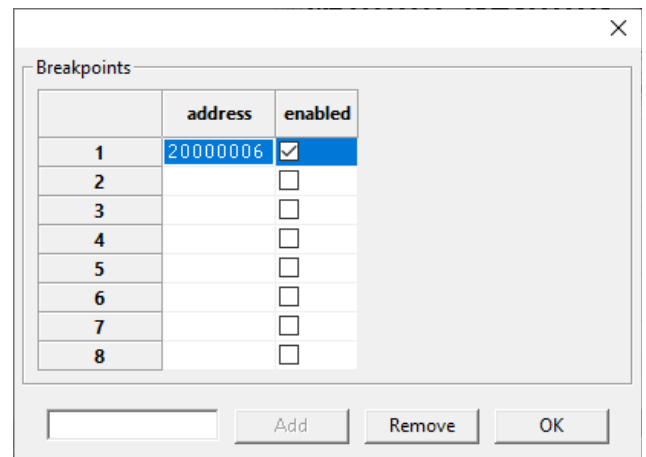 Breakpoints
address enabled
1 20000006
2
3
4
5
6
7
8
Add Remove OK